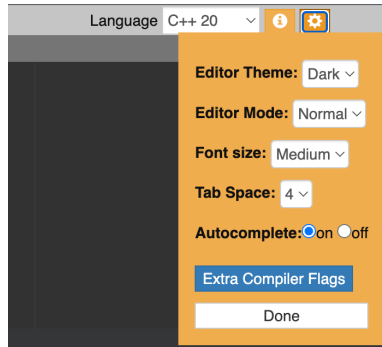 Language C++ 20 i
Editor Theme: Dark
Editor Mode: Normal
Font size: Medium
Tab Space: 4
Autocomplete: on off
Extra Compiler Flags
Done